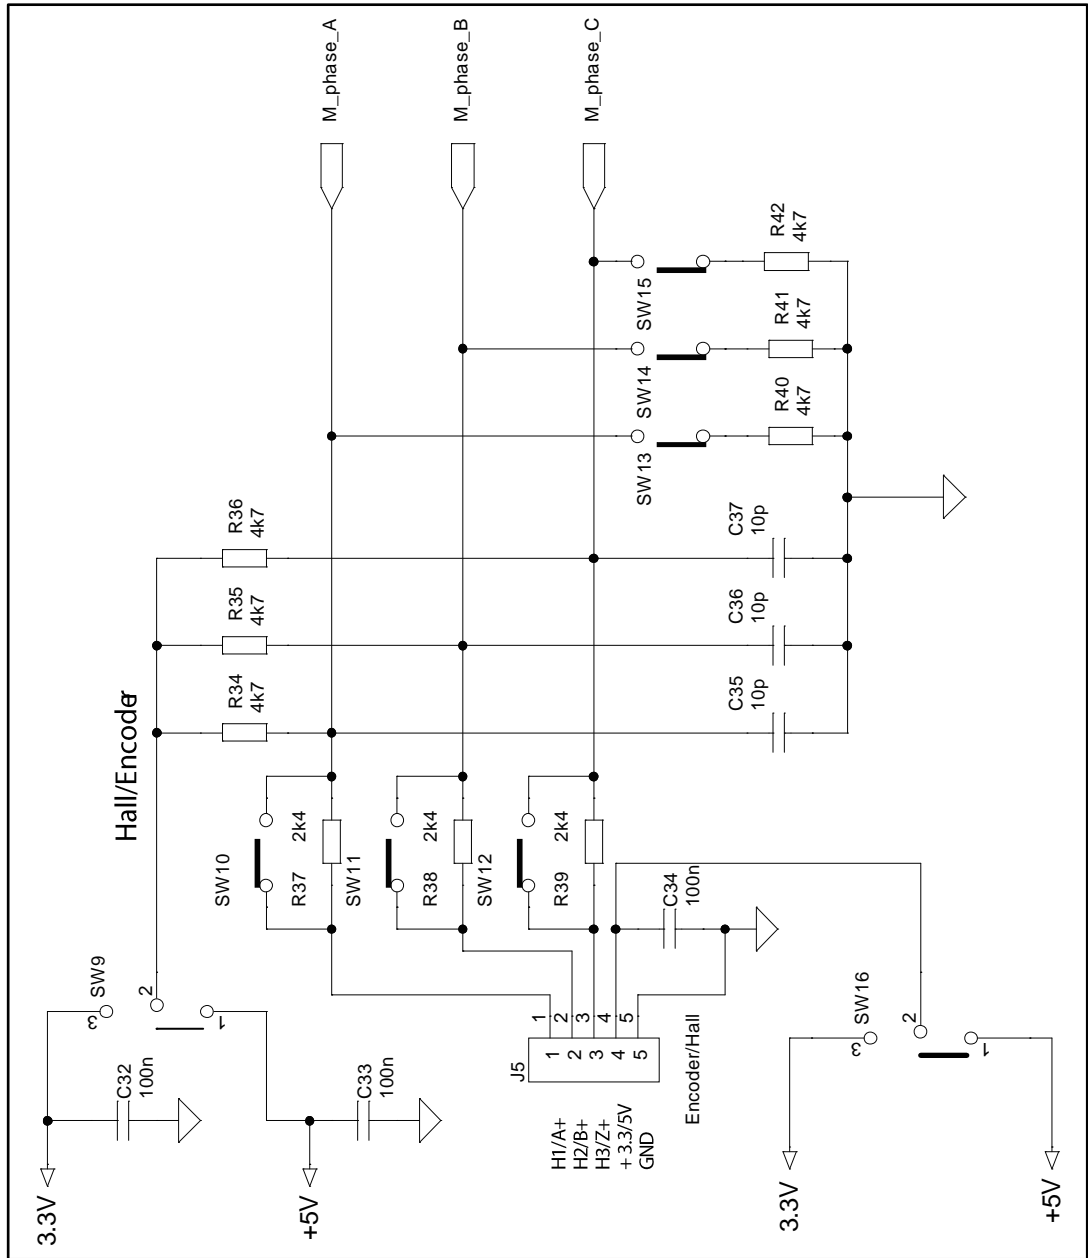 M_phase_A
M_phase_B
M_phase_C
R42
4k7
R41
4k7
R40
4k7
SW15
SW14
SW13
R36
4k7
R35
4k7
R34
4k7
C37
10p
C36
10p
C35
10p
Hall/Encoder
SW10
R37
2k4
SW11
R38
2k4
SW12
R39
2k4
C34
100n
SW9
3
2
1
C32
100n
C33
100n
3.3V
+5V
J5
1
2
3
4
5
1
2
3
4
5
Encoder/Hall
H1/A+
H2/B+
H3/Z+
+3.3/5V
GND
SW16
3
2
1
3.3V
+5V